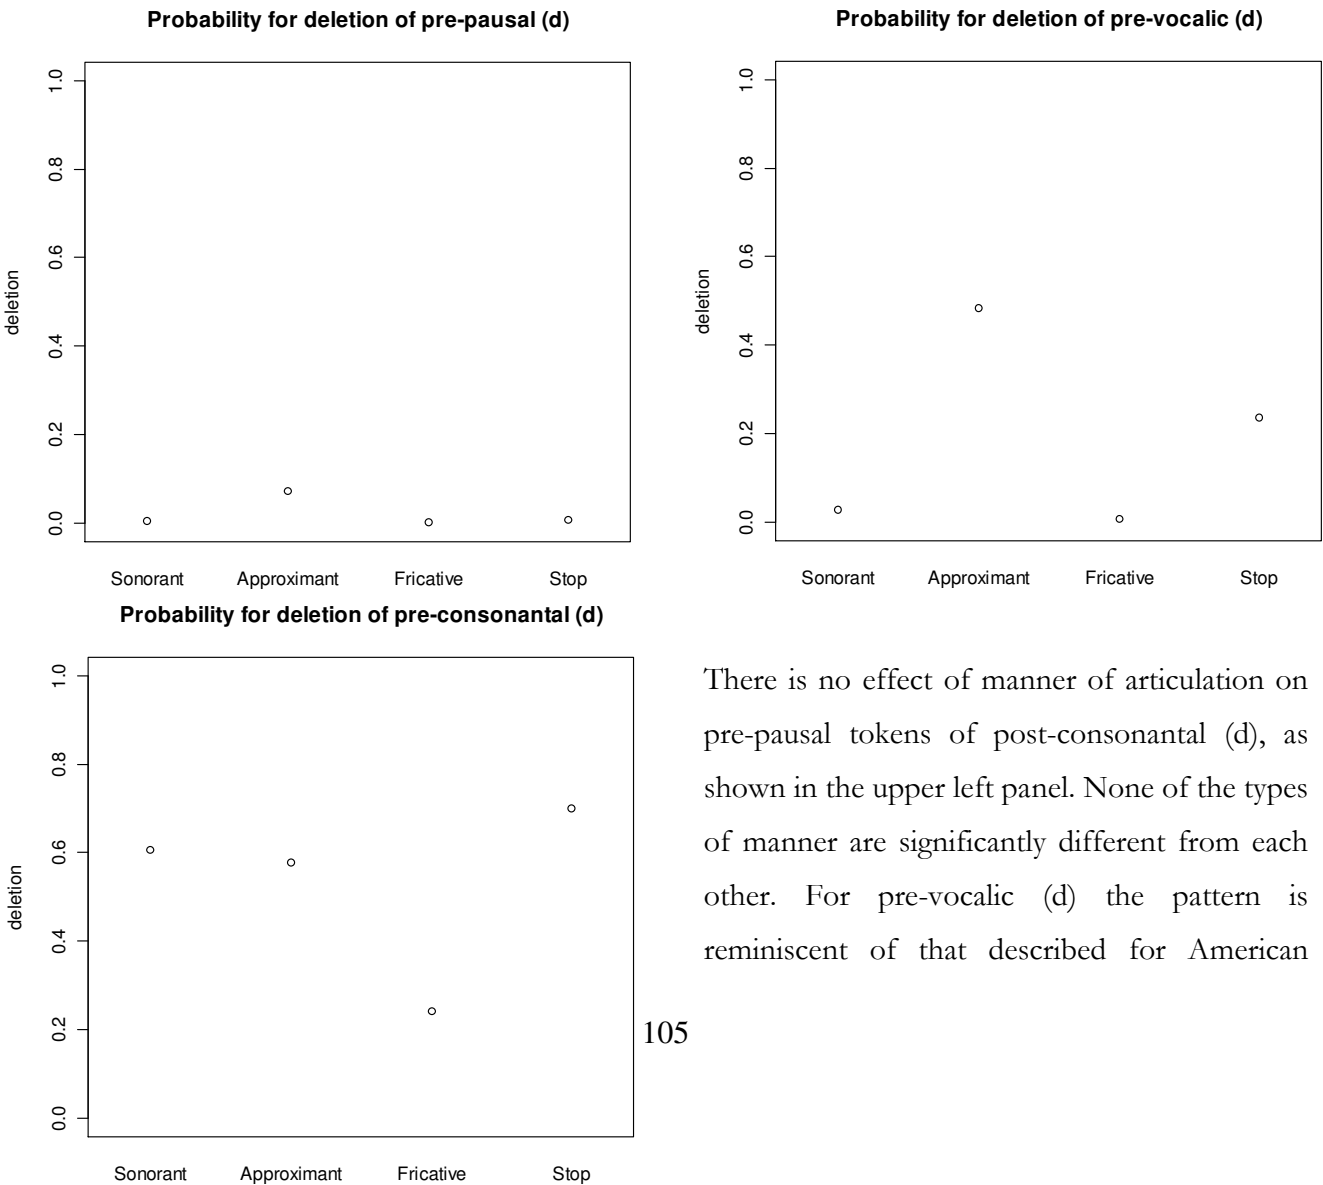 Probability for deletion of pre-pausal (d)
deletion
1.0
0.8
0.6
0.4
0.2
0.0
Sonorant Approximant Fricative Stop
Probability for deletion of pre-vocalic (d)
deletion
1.0
0.8
0.6
0.4
0.2
0.0
Sonorant Approximant Fricative Stop
Probability for deletion of pre-consonantal (d)
deletion
1.0
0.8
0.6
0.4
0.2
0.0
Sonorant Approximant Fricative Stop
There is no effect of manner of articulation on
pre-pausal tokens of post-consonantal (d), as
shown in the upper left panel. None of the types
of manner are significantly different from each
other. For pre-vocalic (d) the pattern is
reminiscent of that described for American
105